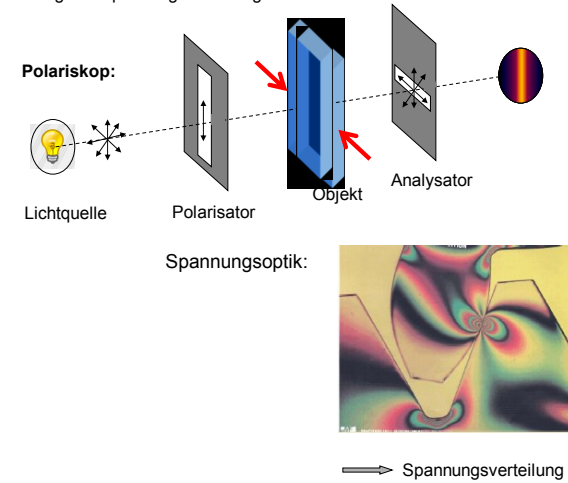 Polariskop:
Lichtquelle
Polarisator
Objekt
Analysator
Spannungsoptik:
Spannungsverteilung